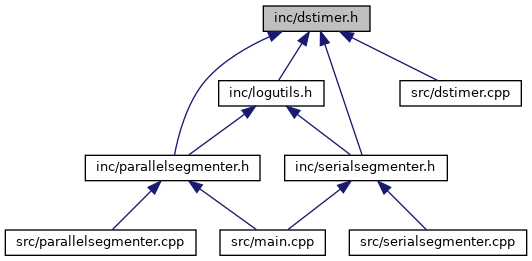 inc/dstimer.h
inc/logutils.h
src/dstimer.cpp
inc/parallelsegmenter.h
inc/serialsegmenter.h
src/parallelsegmenter.cpp
src/main.cpp
src/serialsegmenter.cpp